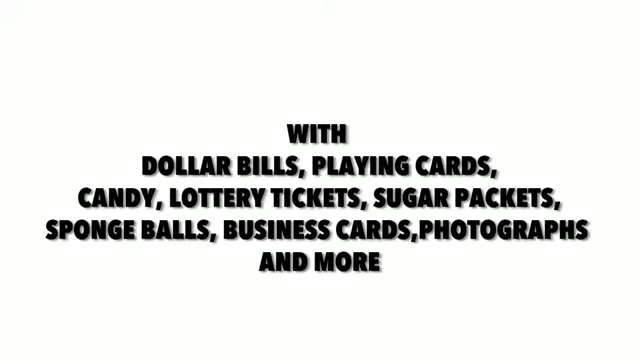 WITH
DOLLAR BILLS, PLAYING CARDS,
CANDY, LOTTERY TICKETS, SUGAR PACKETS,
SPONGE BALLS, BUSINESS CARDS,PHOTOGRAPHS
AND MORE